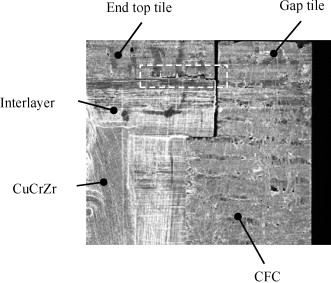 End top tile
Gap tile
Interlayer
CuCrZr
CFC